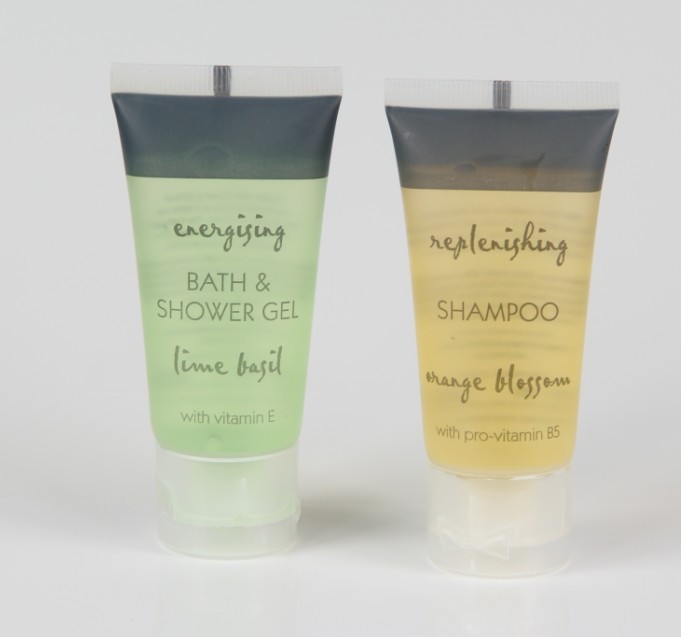 energising
BATH &
SHOWER GEL
lime basil
with vitamin E
replenishing
SHAMPOO
orange blossom
with pro-vitamin B5